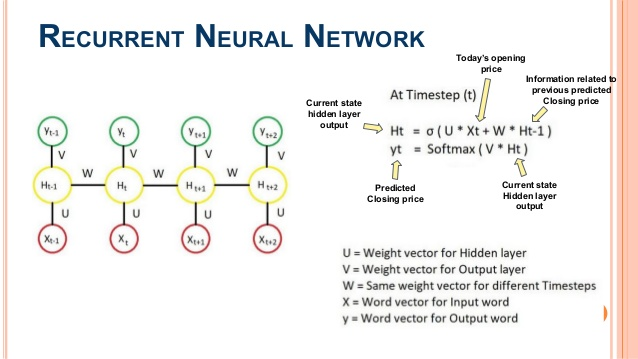 RECURRENT NEURAL NETWORK
Today's opening
price
Information related to
previous predicted
Closing price
Current state
hidden layer
output
At Timestep (t)
Ht = σ ( U * Xt + W * Ht-1 )
yt = Softmax ( V * Ht )
Predicted
Closing price
Current state
Hidden layer
output
yt-1 yt yt+1 yt+2
V V V V
W W W
Ht-1 Ht Ht+1 Ht+2
U U U U
Xt-1 Xt Xt+1 Xt+2
U = Weight vector for Hidden layer
V = Weight vector for Output layer
W = Same weight vector for different Timesteps
X = Word vector for Input word
y = Word vector for Output word